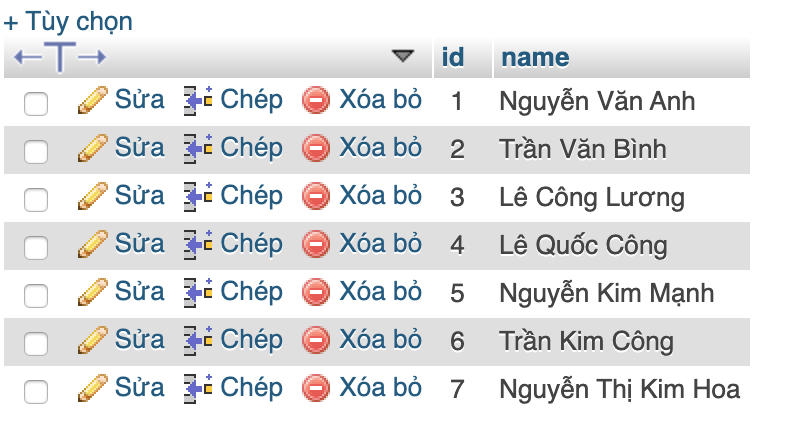 + Tùy chọn
←T→ id name
Sửa Chép Xóa bỏ 1 Nguyễn Văn Anh
Sửa Chép Xóa bỏ 2 Trần Văn Bình
Sửa Chép Xóa bỏ 3 Lê Công Lương
Sửa Chép Xóa bỏ 4 Lê Quốc Công
Sửa Chép Xóa bỏ 5 Nguyễn Kim Mạnh
Sửa Chép Xóa bỏ 6 Trần Kim Công
Sửa Chép Xóa bỏ 7 Nguyễn Thị Kim Hoa